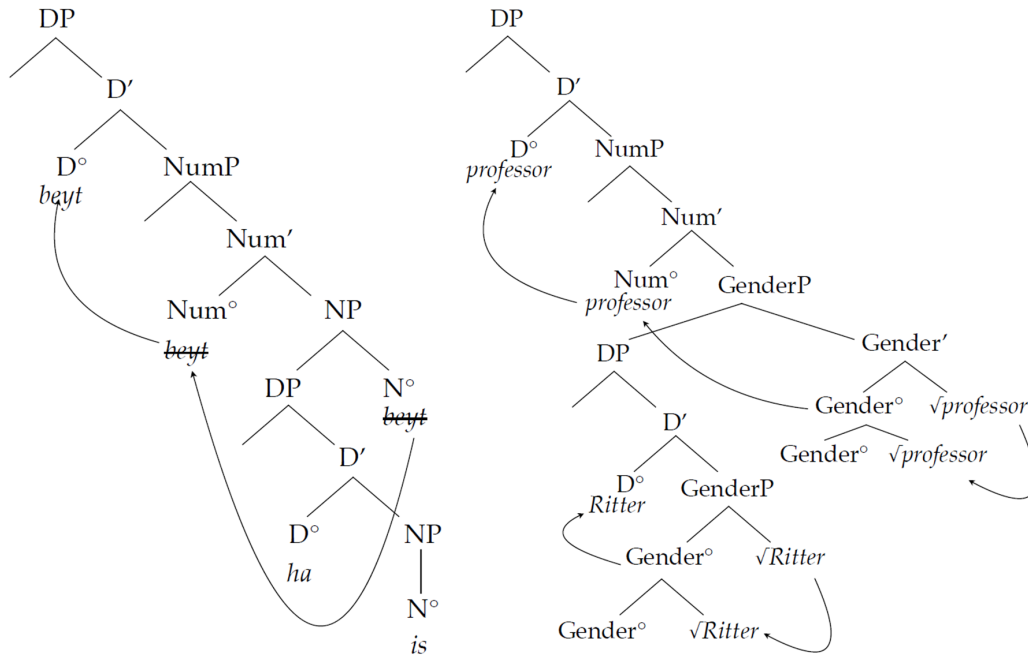 DP
D′
D° NumP
beyt
Num′
Num° NP
beyt
DP N°
beyt
D′
D° NP
ha
N°
is
DP
D′
D° NumP
professor
Num′
Num° GenderP
professor
DP Gender′
Gender° √professor
D′ Gender° √professor
D° GenderP
Ritter
Gender° √Ritter
Gender° √Ritter